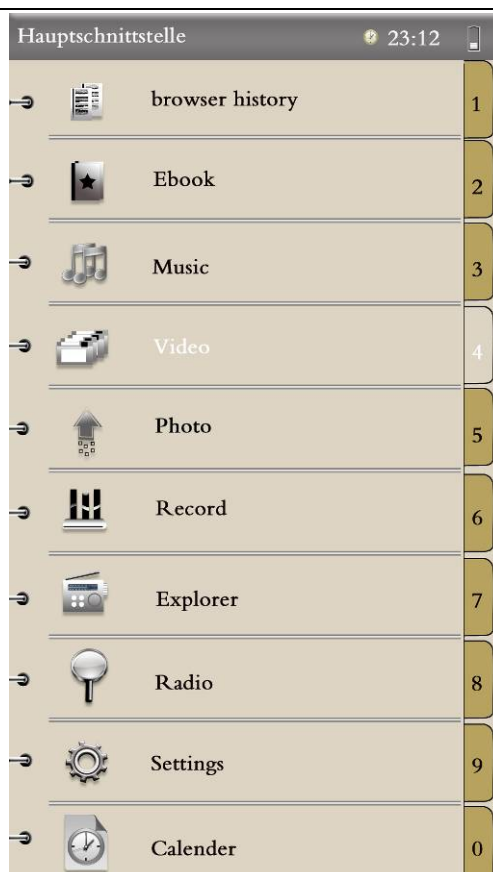 Hauptschnittstelle 23:12
browser history 1
Ebook 2
Music 3
Video 4
Photo 5
Record 6
Explorer 7
Radio 8
Settings 9
Calender 0